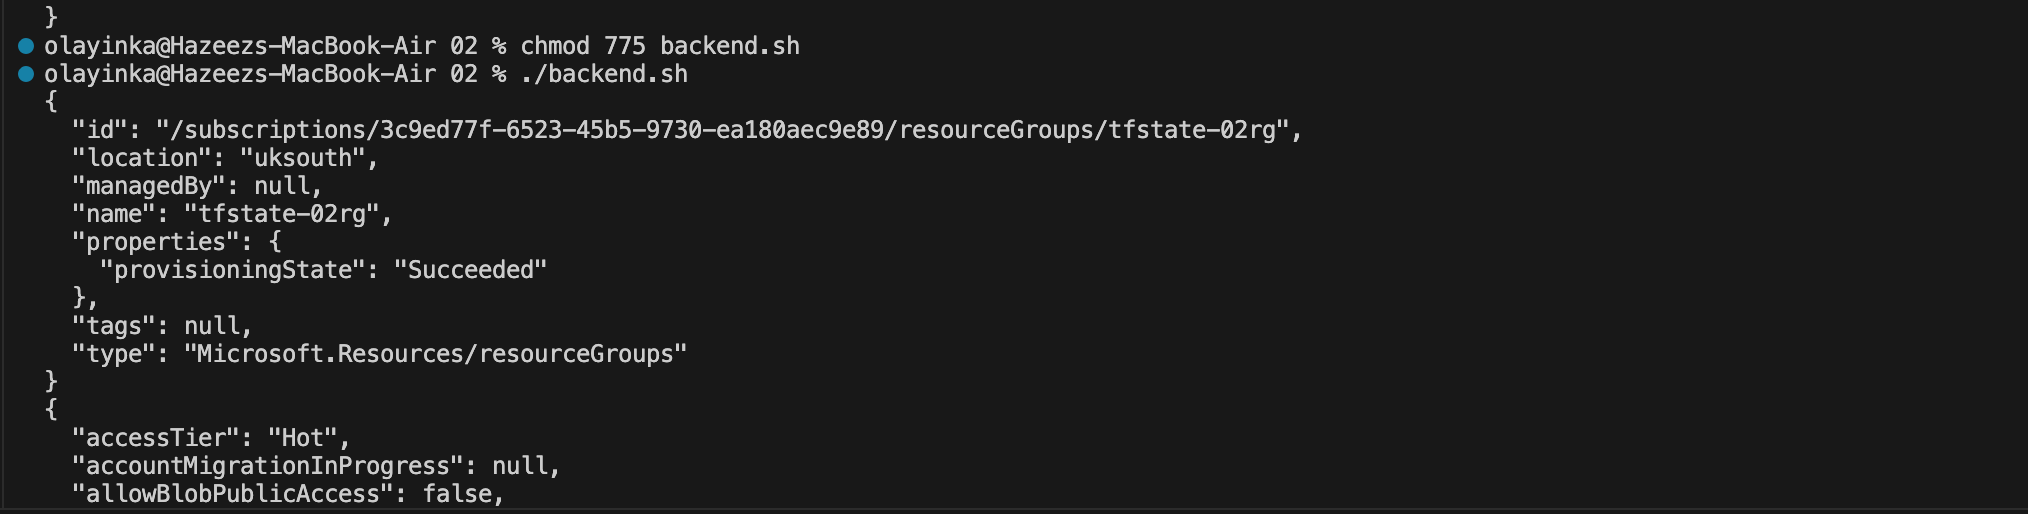 }
olayinka@Hazeezs-MacBook-Air 02 % chmod 775 backend.sh
olayinka@Hazeezs-MacBook-Air 02 % ./backend.sh
{
  "id": "/subscriptions/3c9ed77f-6523-45b5-9730-ea180aec9e89/resourceGroups/tfstate-02rg",
  "location": "uksouth",
  "managedBy": null,
  "name": "tfstate-02rg",
  "properties": {
    "provisioningState": "Succeeded"
  },
  "tags": null,
  "type": "Microsoft.Resources/resourceGroups"
}
{
  "accessTier": "Hot",
  "accountMigrationInProgress": null,
  "allowBlobPublicAccess": false,